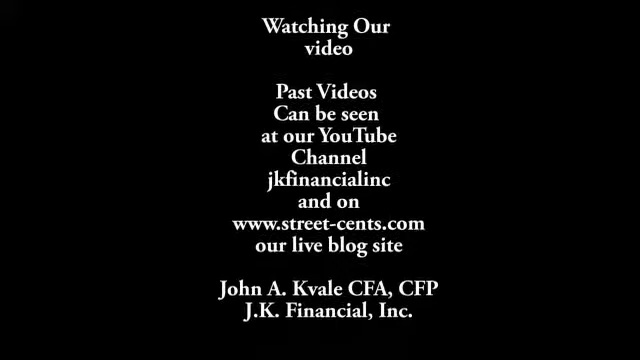 Watching Our
video
Past Videos
Can be seen
at our YouTube
Channel
jkfinancialinc
and on
www.street-cents.com
our live blog site
John A. Kvale CFA, CFP
J.K. Financial, Inc.